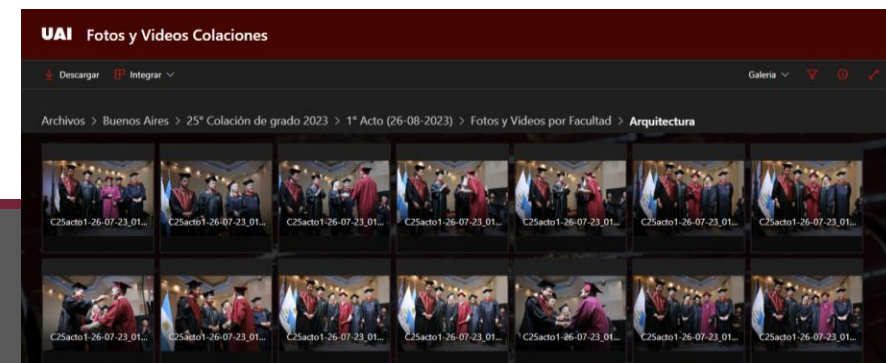 UAI Fotos y Videos Colaciones
Descargar Integrar Galeria
Archivos > Buenos Aires > 25° Colación de grado 2023 > 1° Acto (26-08-2023) > Fotos y Videos por Facultad > Arquitectura
C25acto1-26-07-23_01... C25acto1-26-07-23_01... C25acto1-26-07-23_01... C25acto1-26-07-23_01... C25acto1-26-07-23_01... C25acto1-26-07-23_01... C25acto1-26-07-23_01...
C25acto1-26-07-23_01... C25acto1-26-07-23_01... C25acto1-26-07-23_01... C25acto1-26-07-23_01... C25acto1-26-07-23_01... C25acto1-26-07-23_01... C25acto1-26-07-23_01...